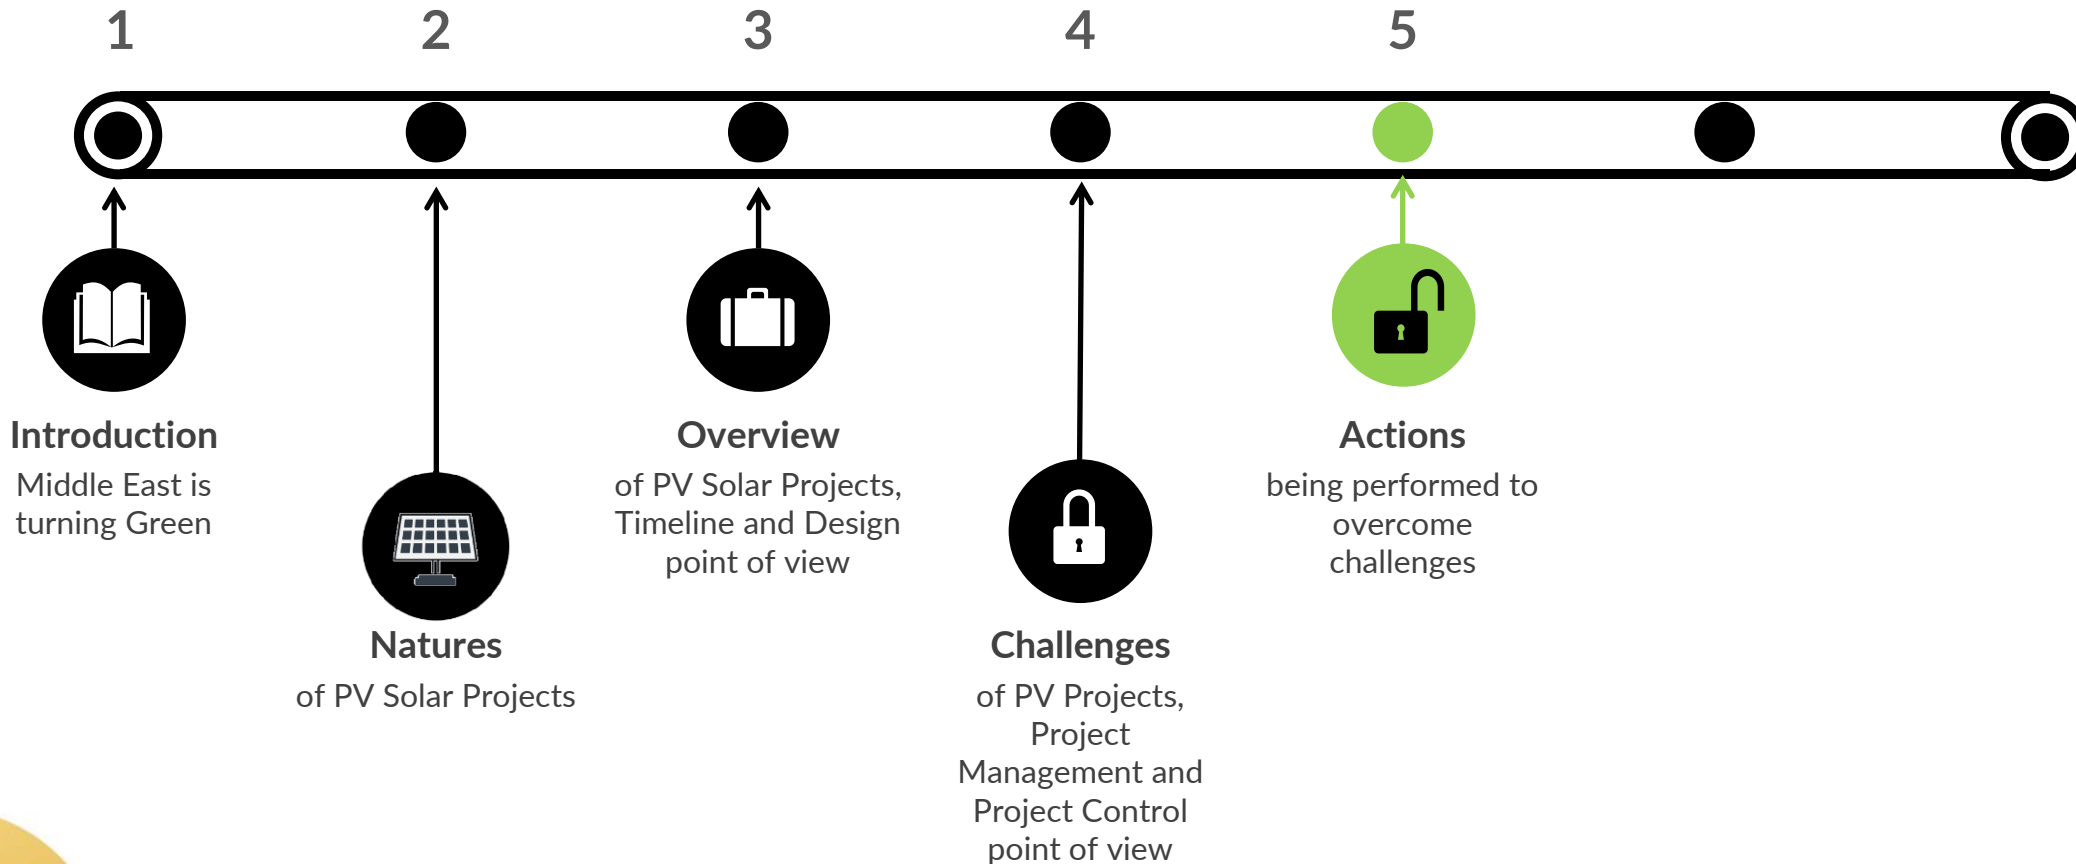 1
2
3
4
5
Introduction
Middle East is
turning Green
Natures
of PV Solar Projects
Overview
of PV Solar Projects,
Timeline and Design
point of view
Challenges
of PV Projects,
Project
Management and
Project Control
point of view
Actions
being performed to
overcome
challenges